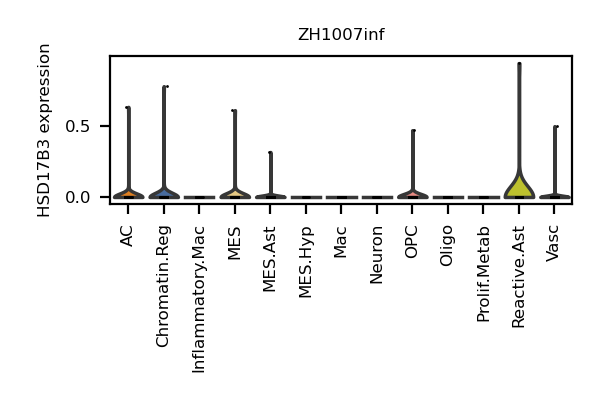 ZH1007inf
HSD17B3 expression
0.5
0.0
AC
Chromatin.Reg
Inflammatory.Mac
MES
MES.Ast
MES.Hyp
Mac
Neuron
OPC
Oligo
Prolif.Metab
Reactive.Ast
Vasc